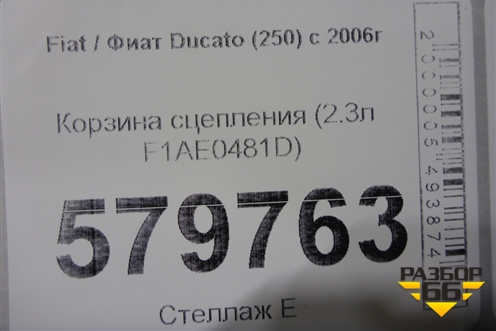 Fiat / Фиат Ducato (250) с 2006г
Корзина сцепления (2.3л
F1AE0481D)
579763
Стеллаж Е
2000005493874
РАЗБОР
66